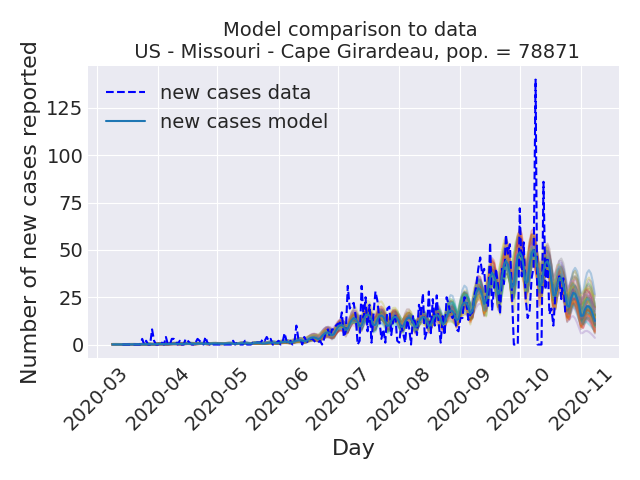 Model comparison to data
US - Missouri - Cape Girardeau, pop. = 78871
Number of new cases reported
new cases data
new cases model
125
100
75
50
25
0
2020-03
2020-04
2020-05
2020-06
2020-07
2020-08
2020-09
2020-10
2020-11
Day